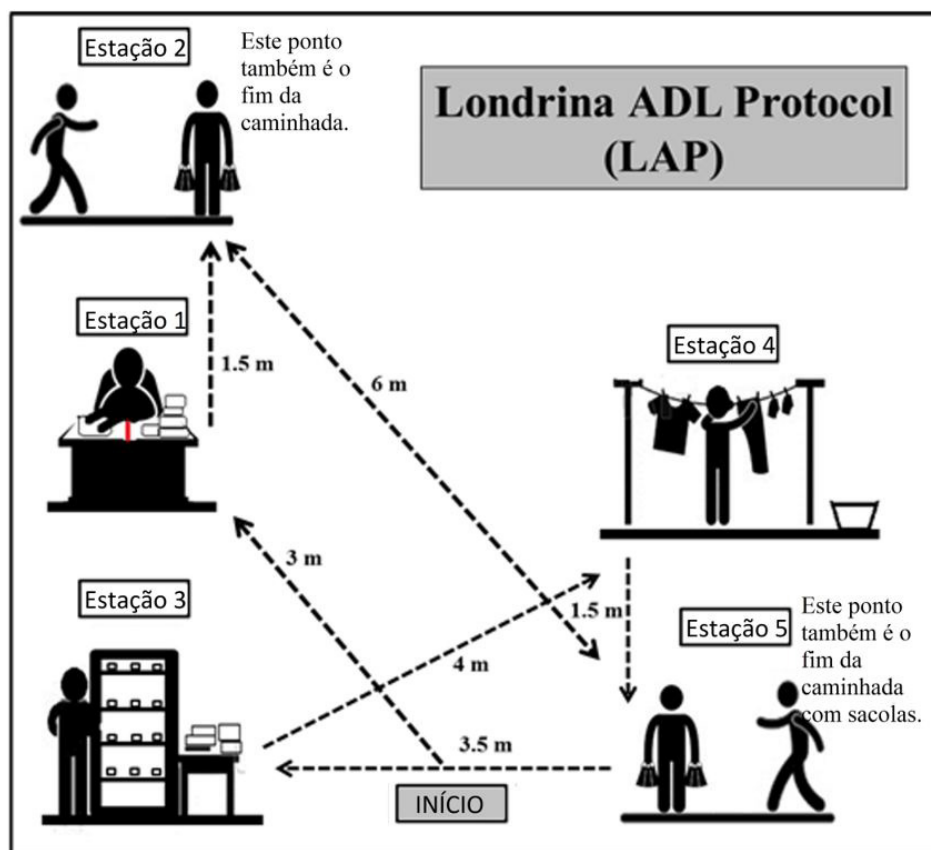 Estação 2
Este ponto
também é o
fim da
caminhada.
Londrina ADL Protocol
(LAP)
Estação 1
1.5 m
6 m
Estação 4
3 m
Estação 3
1.5 m
Estação 5
Este ponto
também é o
fim da
caminhada
com sacolas.
4 m
3.5 m
INÍCIO